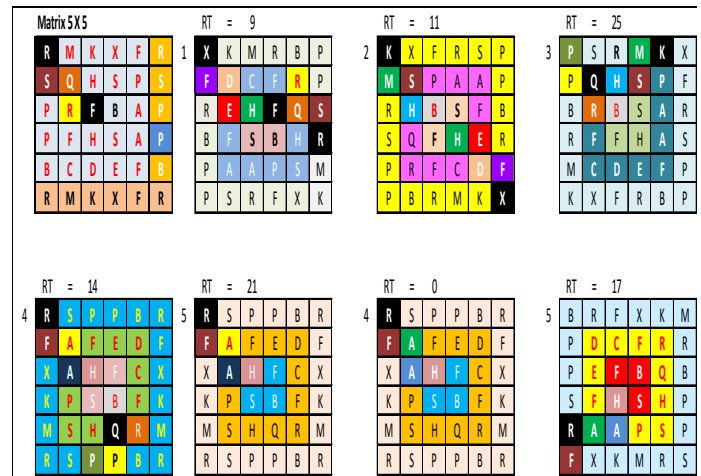 Matrix 5 X 5 RT = 9 RT = 11 RT = 25
R M K X F R 1 X K M R B P 2 K X F R S P 3 P S R M K X
S Q H S P S F D C F R P M S P A A P P Q H S P F
P R F B A P R E H F Q S R H B S F B B R B S A R
P F H S A P B F S B H R S Q F H E R R F F H A S
B C D E F B P A A P S M P R F C D F M C D E F P
R M K X F R P S R F X K P B R M K X K X F R B P
RT = 14 RT = 21 RT = 0 RT = 17
4 R S P P B R 5 R S P P B R 4 R S P P B R 5 B R F X K M
F A F E D F F A F E D F F A F E D F P D C F R R
X A H F C X X A H F C X X A H F C X P E F B Q B
K P S B F K K P S B F K K P S B F K S F H S H P
M S H Q R M M S H Q R M M S H Q R M R A A P S P
R S P P B R R S P P B R R S P P B R F X K M R S